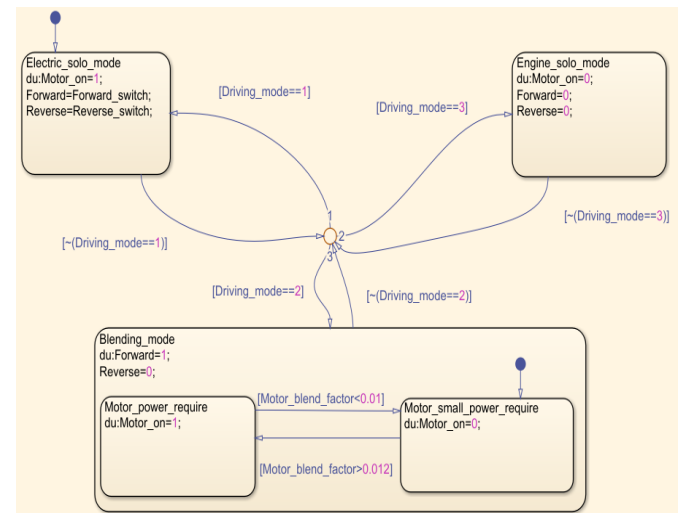 Electric_solo_mode
du:Motor_on=1;
Forward=Forward_switch;
Reverse=Reverse_switch;
Engine_solo_mode
du:Motor_on=0;
Forward=0;
Reverse=0;
[Driving_mode==1]
[Driving_mode==3]
1
2
3
[~(Driving_mode==1)]
[~(Driving_mode==3)]
[Driving_mode==2]
[~(Driving_mode==2)]
Blending_mode
du:Forward=1;
Reverse=0;
Motor_power_require
du:Motor_on=1;
[Motor_blend_factor<0.01]
[Motor_blend_factor>0.012]
Motor_small_power_require
du:Motor_on=0;